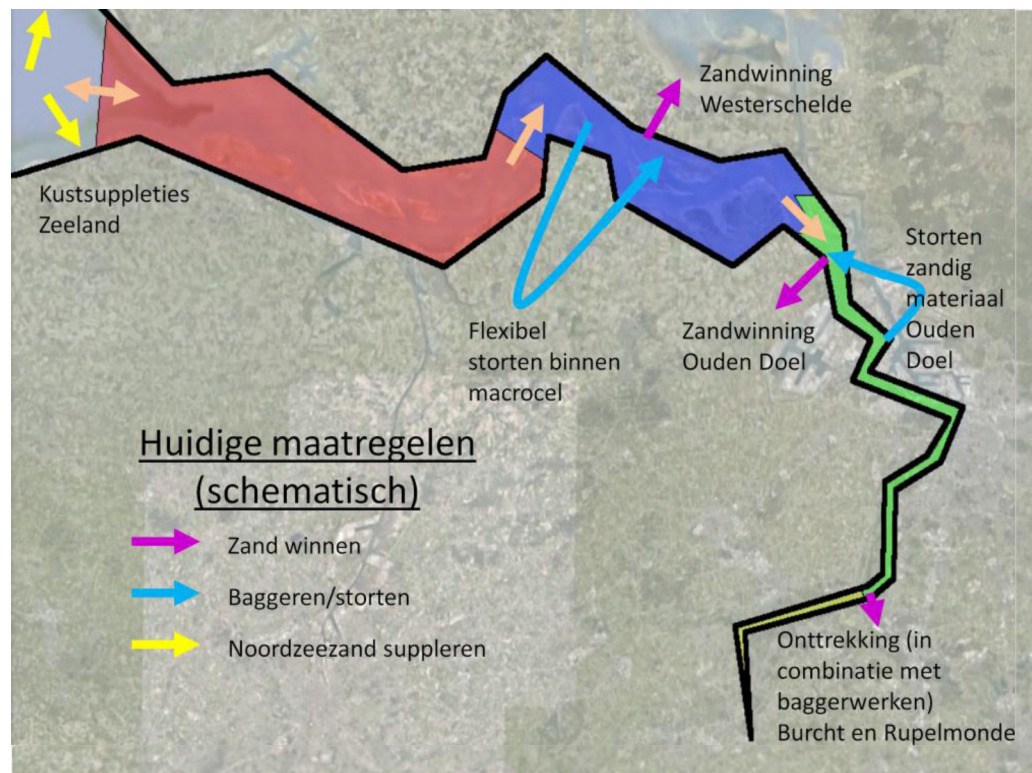 Zandwinning
Westerschelde
Kustsuppleties
Zeeland
Storten
zandig
materiaal
Ouden
Doel
Flexibel
storten binnen
macrocel
Zandwinning
Ouden Doel
Huidige maatregelen
(schematisch)
Zand winnen
Baggeren/storten
Noordzeezand suppleren
Onttrekking (in
combinatie met
baggerwerken)
Burcht en Rupelmonde